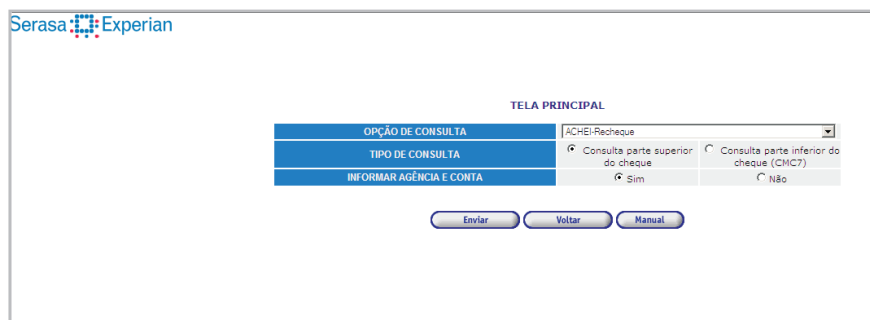 Serasa Experian
TELA PRINCIPAL
OPÇÃO DE CONSULTA ACHEI-Recheque
TIPO DE CONSULTA Consulta parte superior do cheque Consulta parte inferior do cheque (CMC7)
INFORMAR AGÊNCIA E CONTA Sim Não
Enviar Voltar Manual